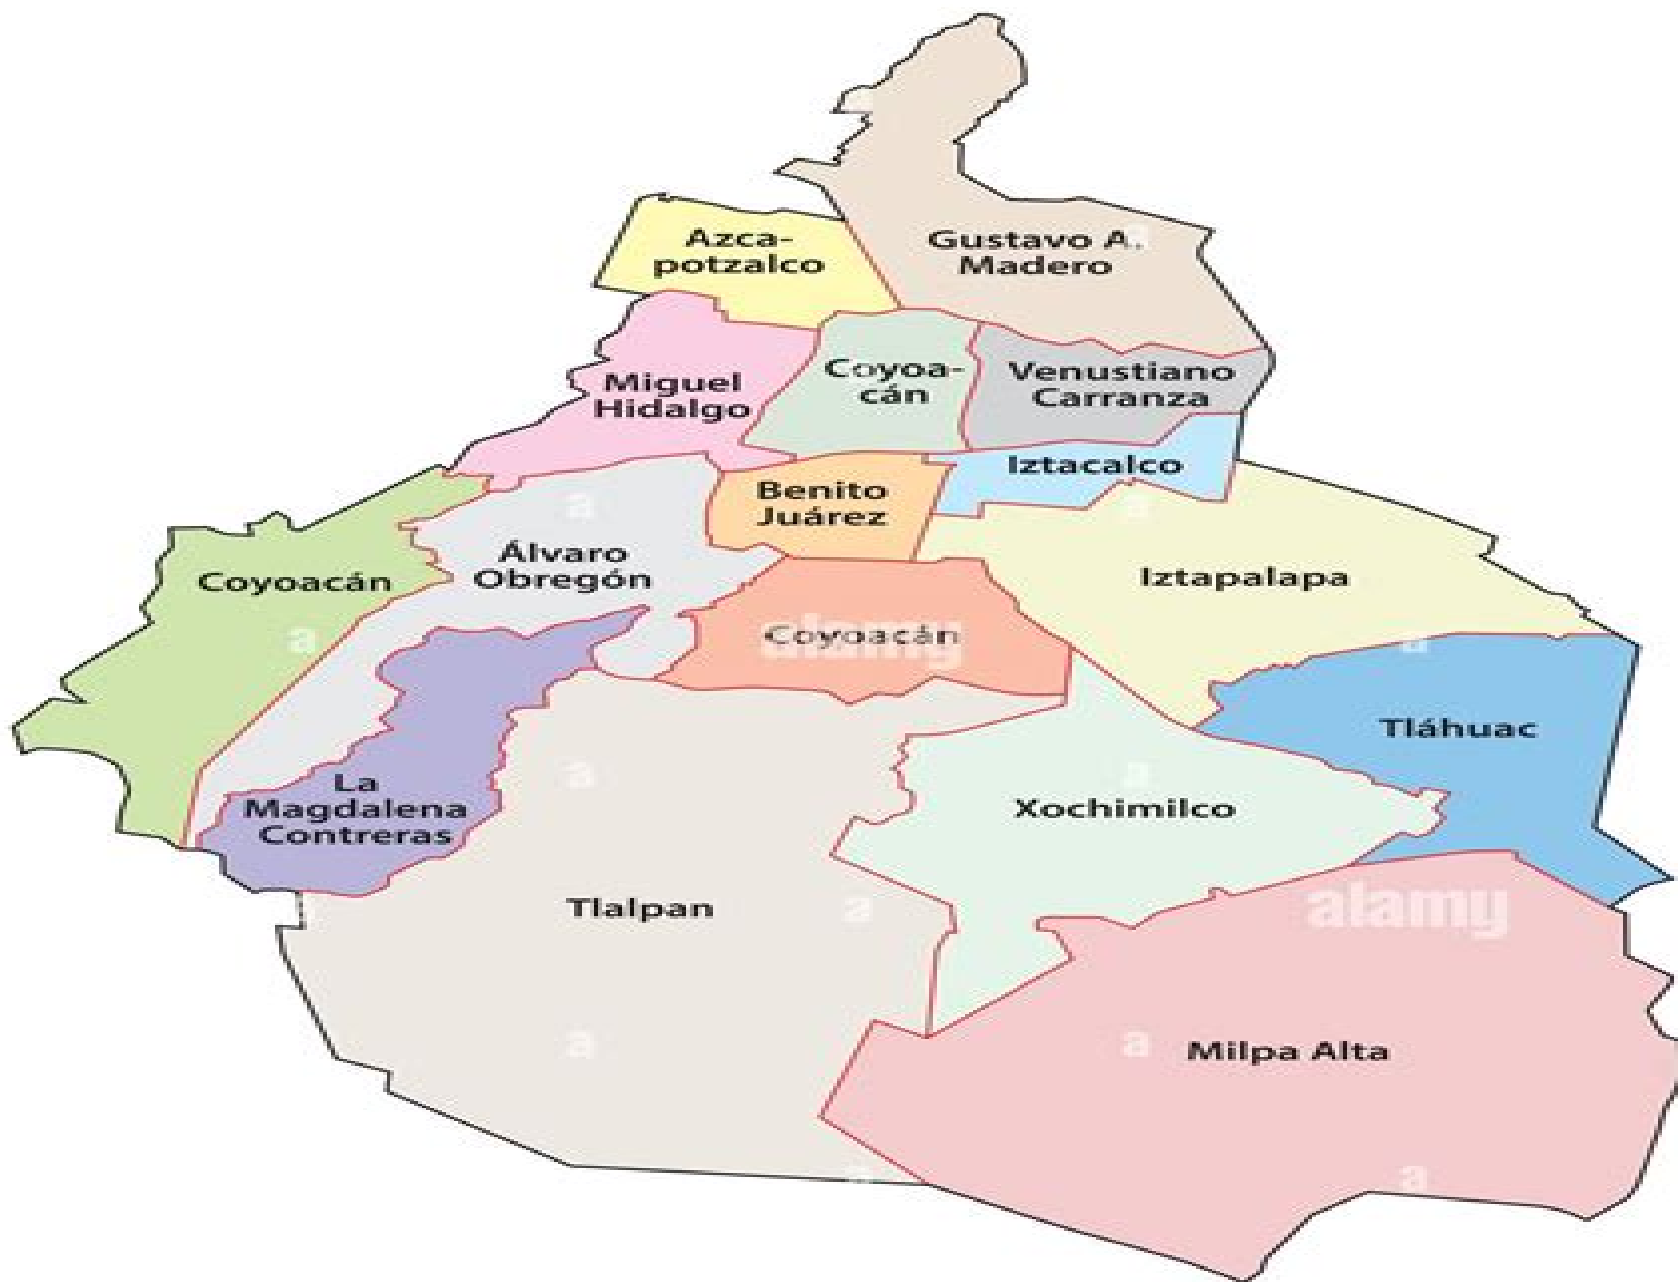 Azca-
potzalco
Gustavo A.
Madero
Miguel
Hidalgo
Coyoa-
cán
Venustiano
Carranza
Iztacalco
Benito
Juárez
Álvaro
Obregón
Coyoacán
Iztapalapa
Coyoacán
alamy
Tláhuac
La
Magdalena
Contreras
Xochimilco
Tlalpan
alamy
Milpa Alta
a
a
a
a
a
a
a
a
a
a
a
a